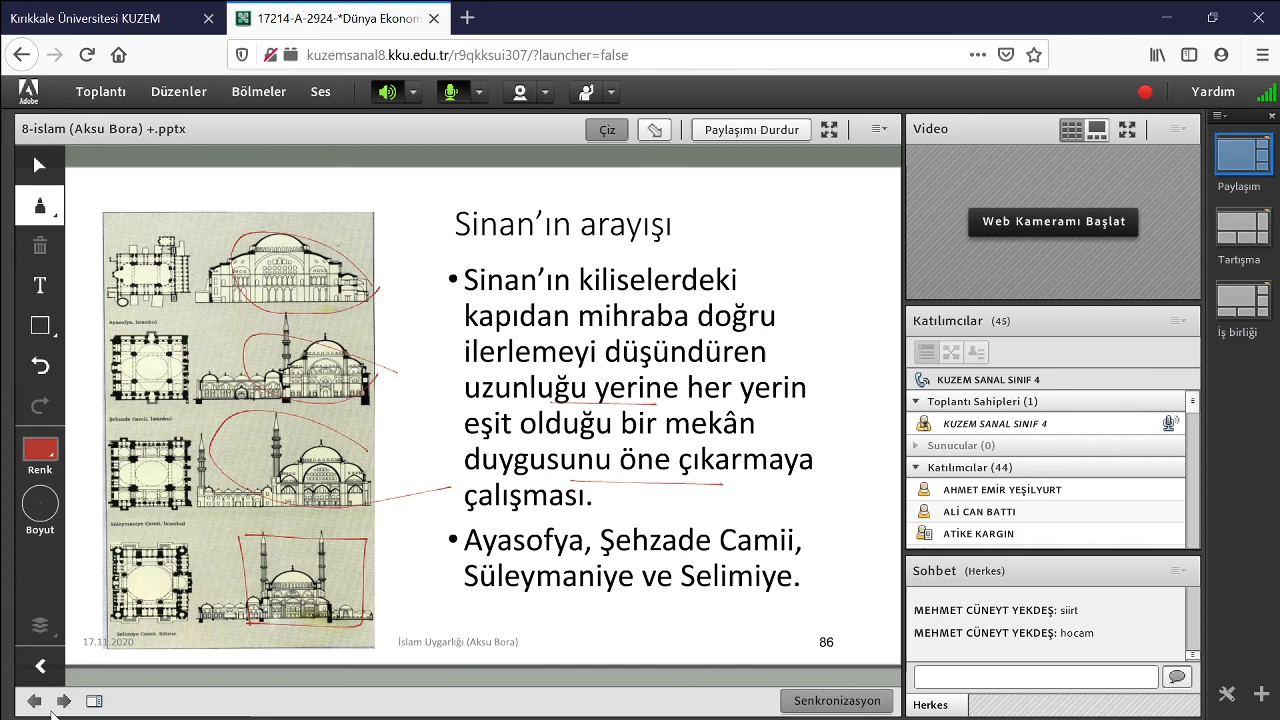 Kırıkkale Üniversitesi KUZEM
17214-A-2924-*Dünya Ekonom
kuzemsanal8.kku.edu.tr/r9qkksui307/?launcher=false
Adobe
Toplantı
Düzenler
Bölmeler
Ses
Yardım
8-islam (Aksu Bora) +.pptx
Çiz
Paylaşımı Durdur
Renk
Boyut
Sinan’ın arayışı
• Sinan’ın kiliselerdeki
kapıdan mihraba doğru
ilerlemeyi düşündüren
uzunluğu yerine her yerin
eşit olduğu bir mekân
duygusunu öne çıkarmaya
çalışması.
• Ayasofya, Şehzade Camii,
Süleymaniye ve Selimiye.
Ayasofya, İstanbul
Şehzade Camii, İstanbul
Süleymaniye Camii, İstanbul
Selimiye Camii, Edirne
17.11.2020
İslam Uygarlığı (Aksu Bora)
86
Senkronizasyon
Video
Web Kameramı Başlat
Katılımcılar (45)
KUZEM SANAL SINIF 4
Toplantı Sahipleri (1)
KUZEM SANAL SINIF 4
Sunucular (0)
Katılımcılar (44)
AHMET EMİR YEŞİLYURT
ALİ CAN BATTI
ATİKE KARGIN
Sohbet (Herkes)
MEHMET CÜNEYT YEKDEŞ: siirt
MEHMET CÜNEYT YEKDEŞ: hocam
Herkes
Paylaşım
Tartışma
İş birliği